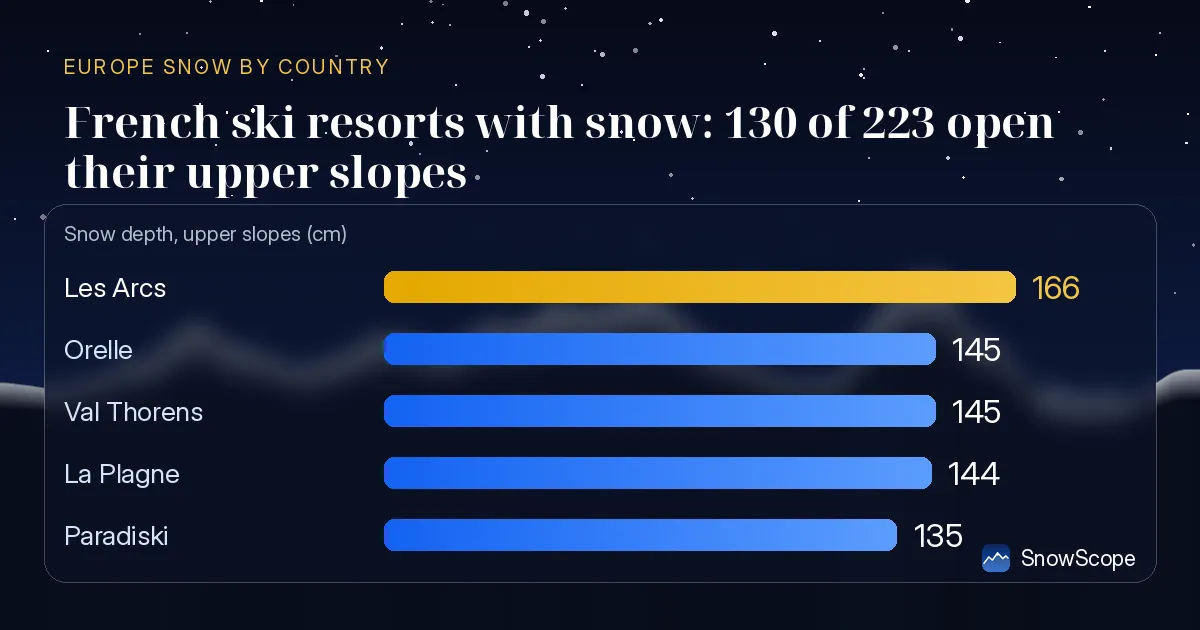 EUROPE SNOW BY COUNTRY
French ski resorts with snow: 130 of 223 open
their upper slopes
Snow depth, upper slopes (cm)
Les Arcs 166
Orelle 145
Val Thorens 145
La Plagne 144
Paradiski 135
SnowScope